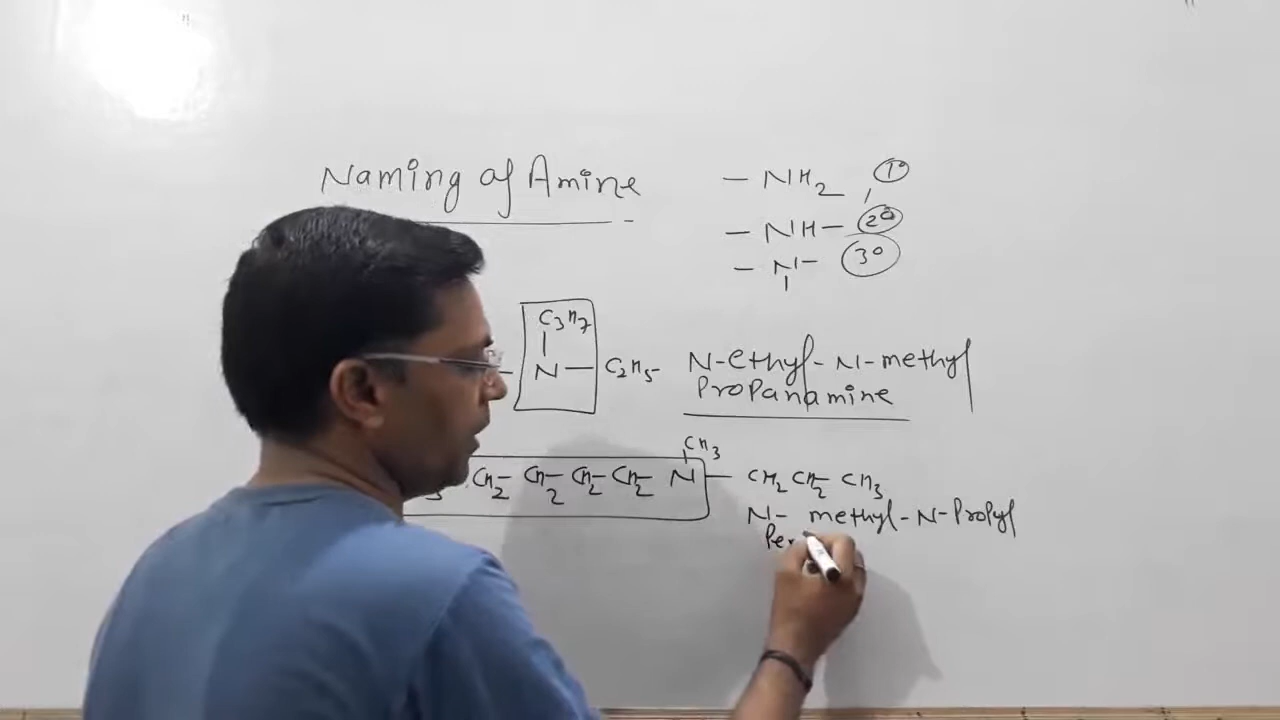 Naming of Amine
— NH2 1°
— NH — 2°
— N — 3°
C3H7
— N — C2H5-
N-ethyl-N-methyl
Propanamine
CH3
3 CH2- CH2- CH2- CH2 N — CH2 CH2- CH3
N- methyl-N-Propyl
Pe